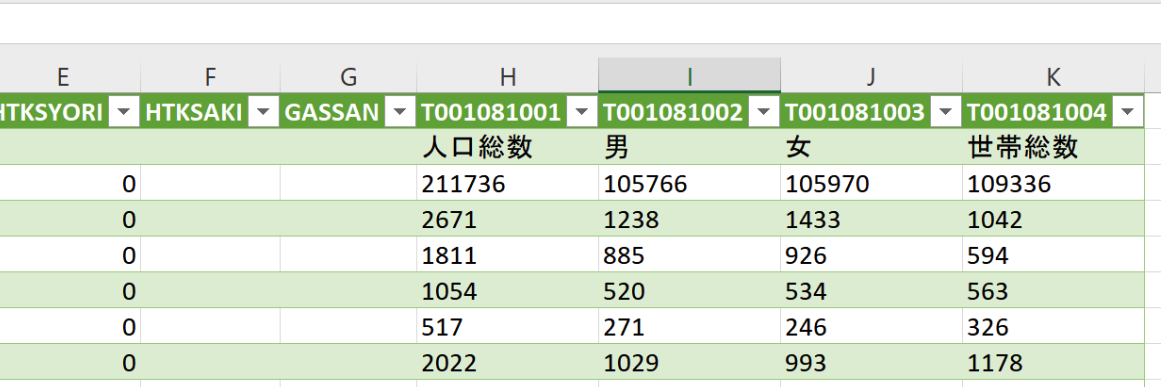 E F G H I J K
HTKSYORI HTKSAKI GASSAN T001081001 T001081002 T001081003 T001081004
人口総数 男 女 世帯総数
0 211736 105766 105970 109336
0 2671 1238 1433 1042
0 1811 885 926 594
0 1054 520 534 563
0 517 271 246 326
0 2022 1029 993 1178